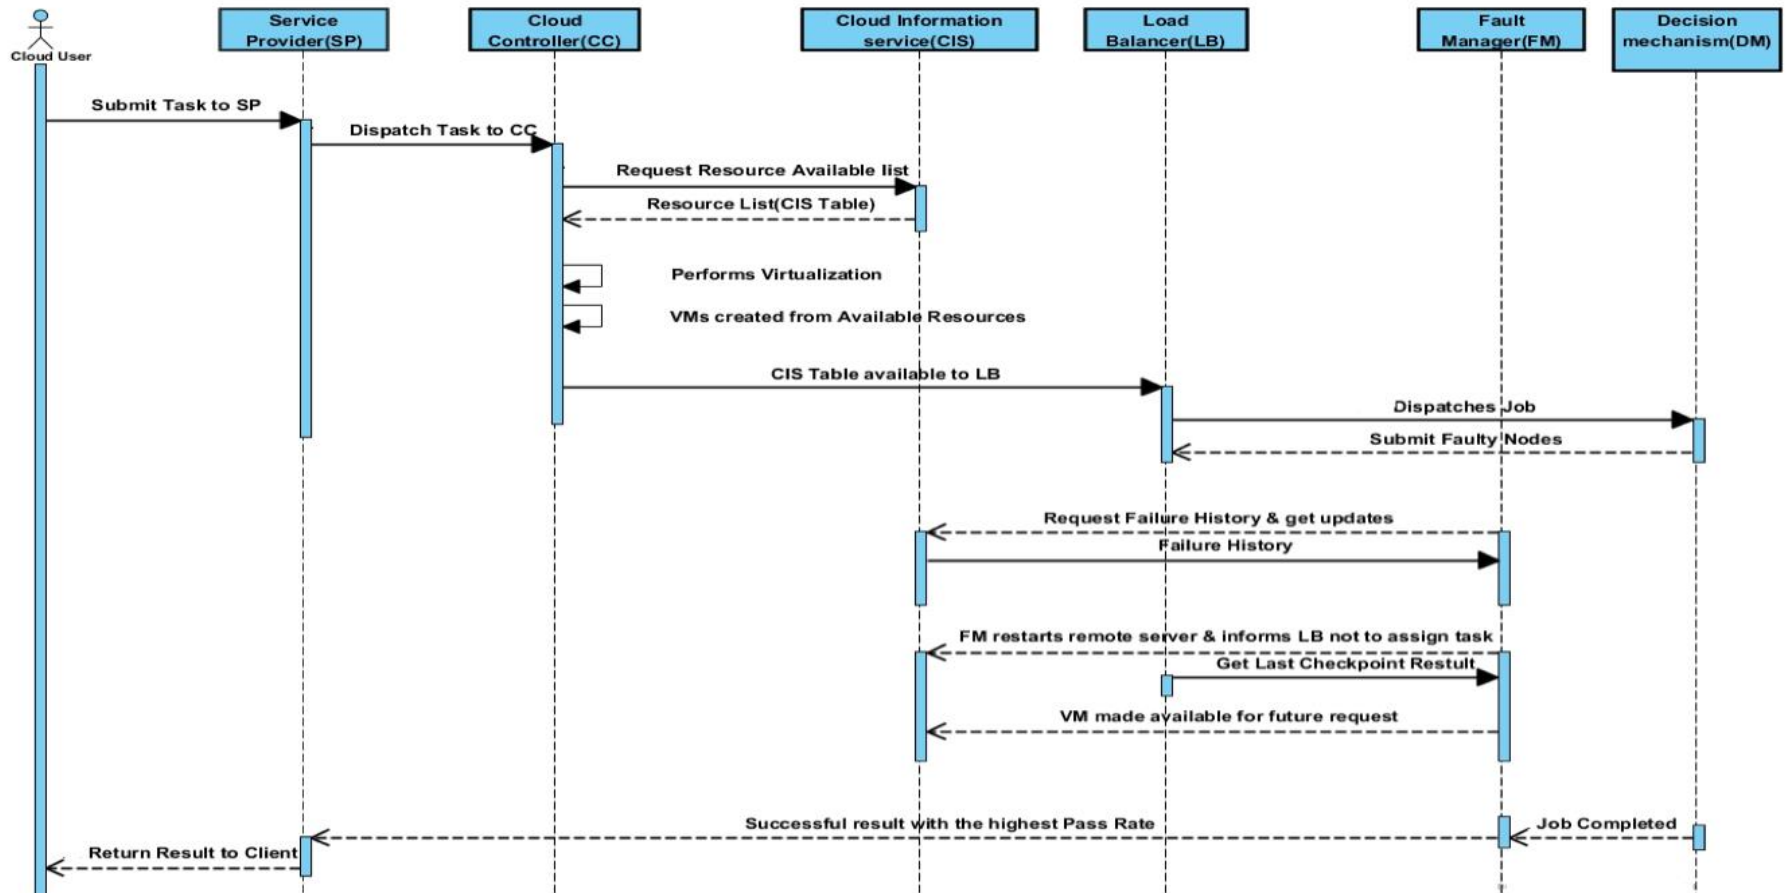 Cloud User
Service
Provider(SP)
Cloud
Controller(CC)
Cloud Information
service(CIS)
Load
Balancer(LB)
Fault
Manager(FM)
Decision
mechanism(DM)
Submit Task to SP
Dispatch Task to CC
Request Resource Available list
Resource List(CIS Table)
Performs Virtualization
VMs created from Available Resources
CIS Table available to LB
Dispatches Job
Submit Faulty Nodes
Request Failure History & get updates
Failure History
FM restarts remote server & informs LB not to assign task
Get Last Checkpoint Restult
VM made available for future request
Successful result with the highest Pass Rate
Job Completed
Return Result to Client